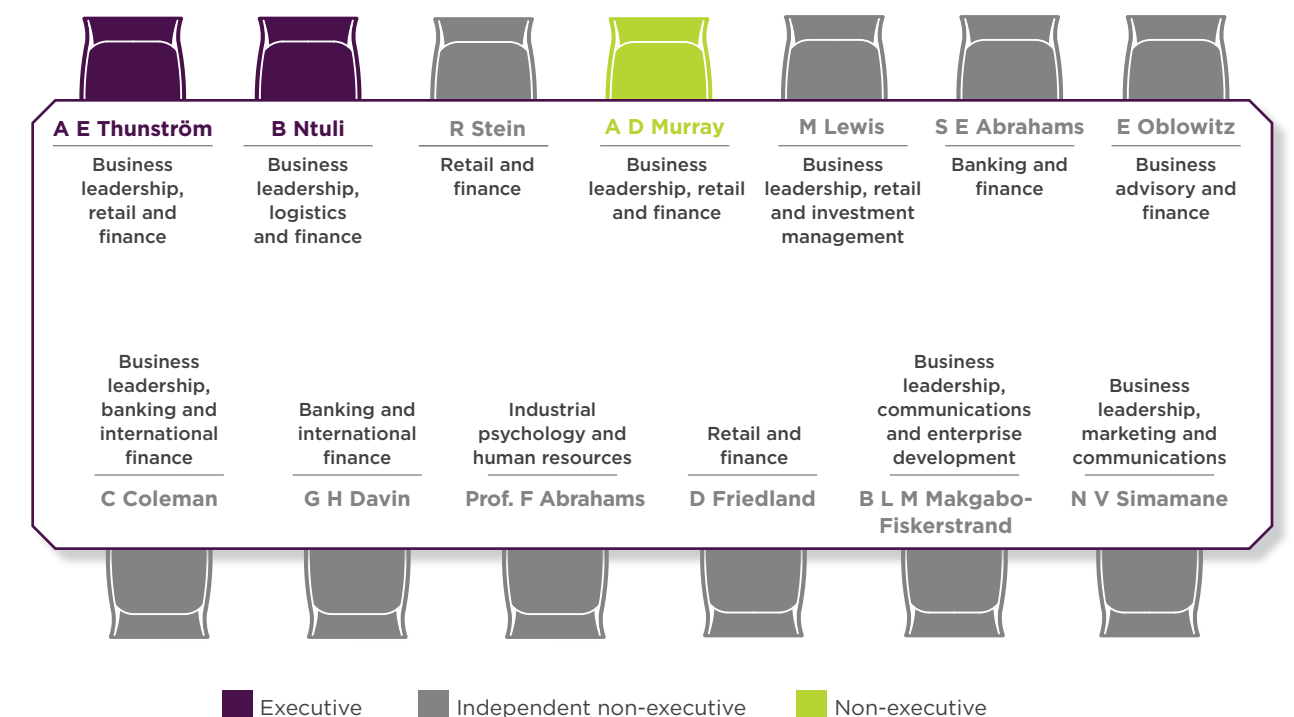 A E Thunström
Business
leadership,
retail and
finance
B Ntuli
Business
leadership,
logistics
and finance
R Stein
Retail and
finance
A D Murray
Business
leadership, retail
and finance
M Lewis
Business
leadership, retail
and investment
management
S E Abrahams
Banking and
finance
E Oblowitz
Business
advisory and
finance
Business
leadership,
banking and
international
finance
C Coleman
Banking and
international
finance
G H Davin
Industrial
psychology and
human resources
Prof. F Abrahams
Retail and
finance
D Friedland
Business
leadership,
communications
and enterprise
development
B L M Makgabo-
Fiskerstrand
Business
leadership,
marketing and
communications
N V Simamane
Executive
Independent non-executive
Non-executive